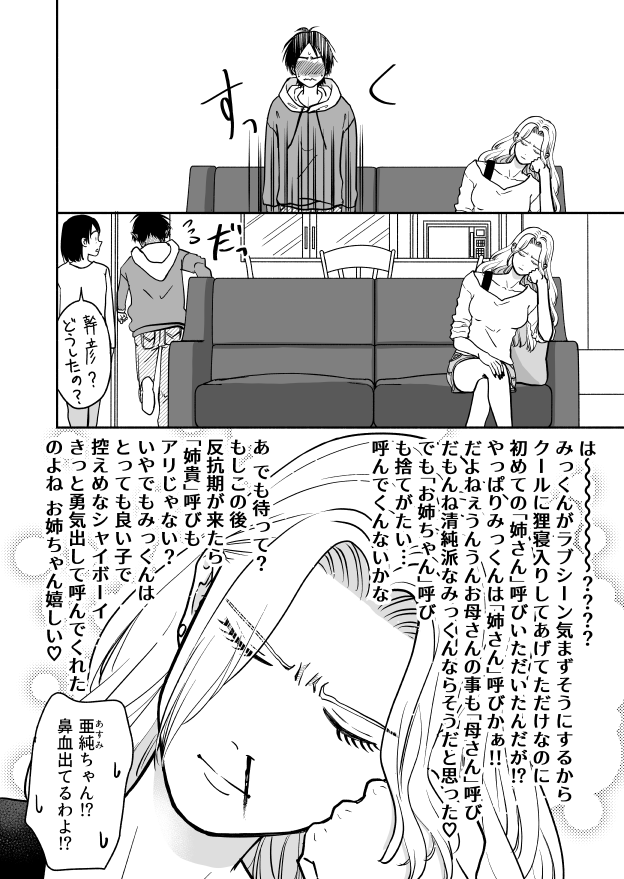 すっく
だっ
幹彦?
どうしたの?
は~~~~~????
みっくんがラブシーン気まずそうにするから
クールに狸寝入りしてあげてただけなのに
初めての「姉さん」呼びいただいたんだが!?
やっぱりみっくんは「姉さん」呼びかぁ!!
だよねぇうんうんお母さんの事も「母さん」呼び
だもんね清純派なみっくんならそうだと思った♡
でも「お姉ちゃん」呼び
も捨てがたい…
呼んでくんないかな
あ でも待って?
もしこの後
反抗期が来たら
「姉貴」呼びも
アリじゃない?
いやでもみっくんは
とっても良い子で
控えめなシャイボーイ
きっと勇気出して呼んでくれた
のよね お姉ちゃん嬉しい♡
亜純ちゃん!?
あすみ
鼻血出てるわよ!?